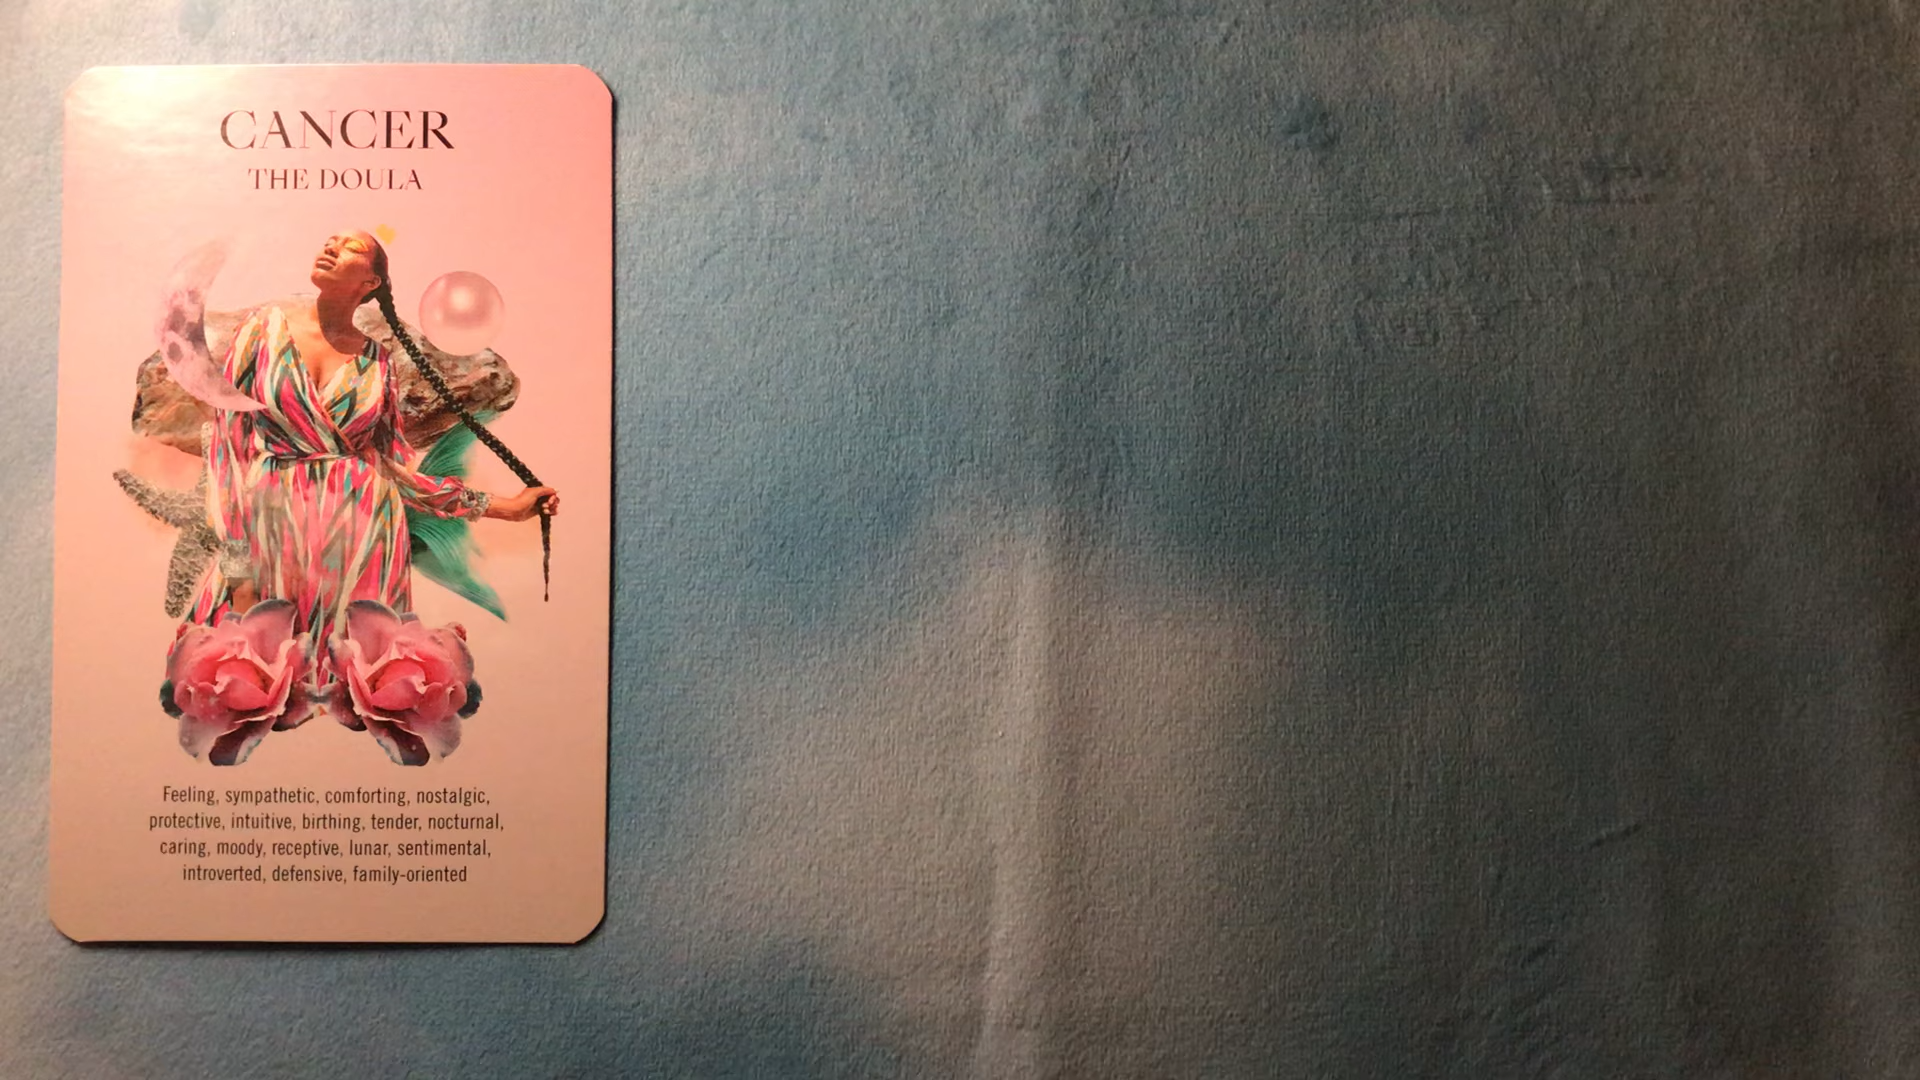 CANCER
THE DOULA
Feeling, sympathetic, comforting, nostalgic,
protective, intuitive, birthing, tender, nocturnal,
caring, moody, receptive, lunar, sentimental,
introverted, defensive, family-oriented